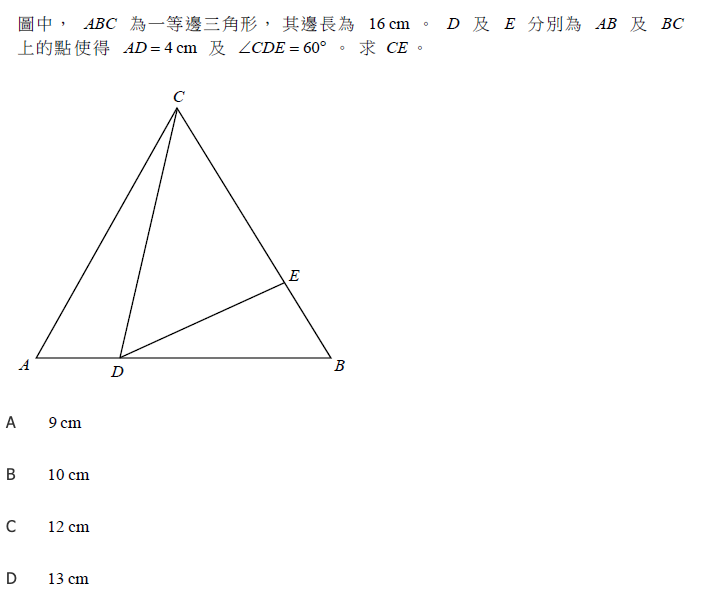 圖中， ABC 為一等邊三角形，其邊長為 16 cm 。 D 及 E 分別為 AB 及 BC
上的點使得 AD = 4 cm 及 ∠CDE = 60° 。 求 CE 。
C
E
A
D
B
A 9 cm
B 10 cm
C 12 cm
D 13 cm